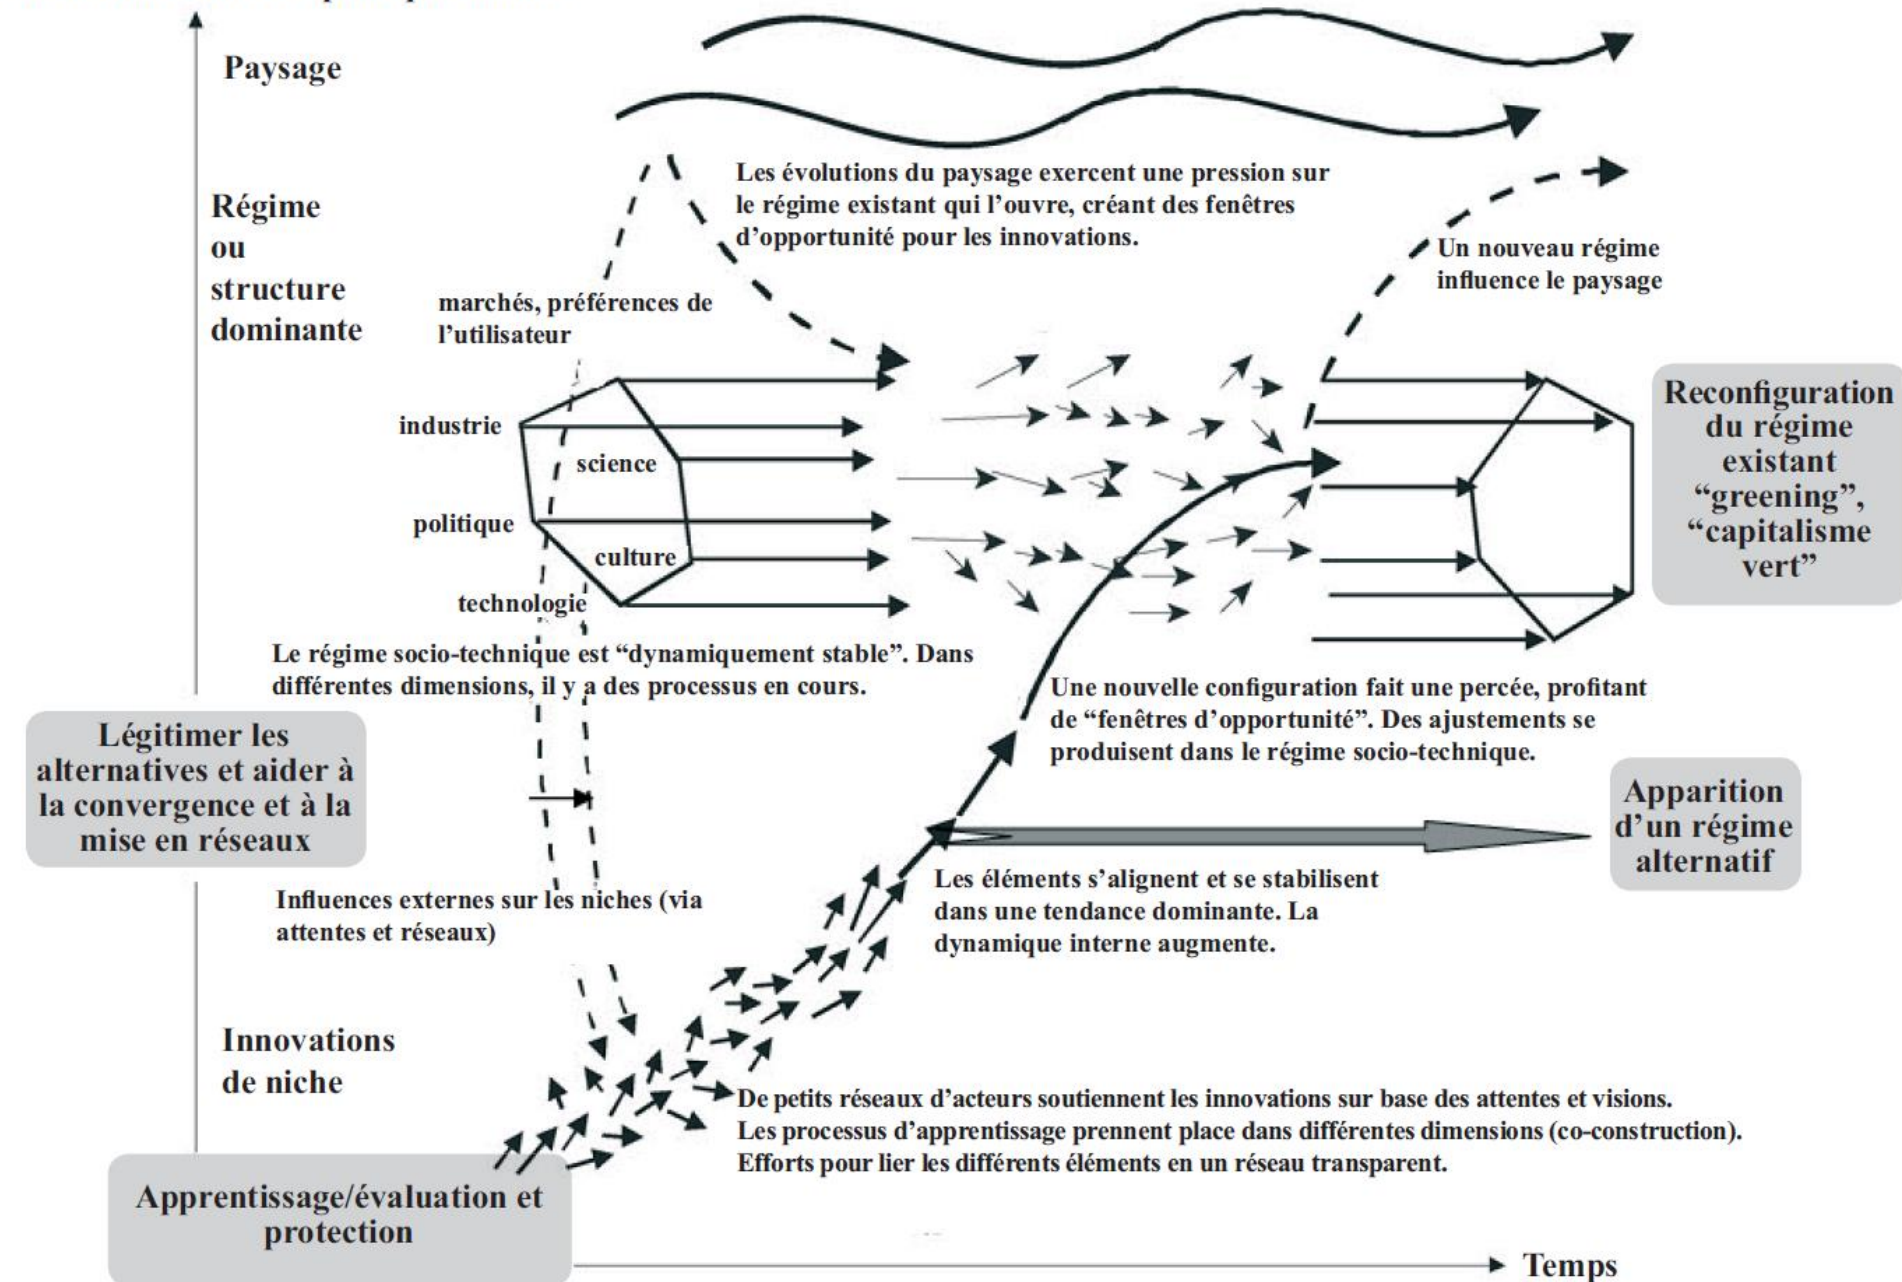 Paysage
Les évolutions du paysage exercent une pression sur
le régime existant qui l’ouvre, créant des fenêtres
d’opportunité pour les innovations.
Régime
ou
structure
dominante
Un nouveau régime
influence le paysage
marchés, préférences de
l’utilisateur
industrie
science
politique
culture
technologie
Reconfiguration
du régime
existant
“greening”,
“capitalisme
vert”
Le régime socio-technique est “dynamiquement stable”. Dans
différentes dimensions, il y a des processus en cours.
Une nouvelle configuration fait une percée, profitant
de “fenêtres d’opportunité”. Des ajustements se
produisent dans le régime socio-technique.
Légitimer les
alternatives et aider à
la convergence et à la
mise en réseaux
Apparition
d’un régime
alternatif
Influences externes sur les niches (via
attentes et réseaux)
Les éléments s’alignent et se stabilisent
dans une tendance dominante. La
dynamique interne augmente.
Innovations
de niche
De petits réseaux d’acteurs soutiennent les innovations sur base des attentes et visions.
Les processus d’apprentissage prennent place dans différentes dimensions (co-construction).
Efforts pour lier les différents éléments en un réseau transparent.
Apprentissage/évaluation et
protection
Temps